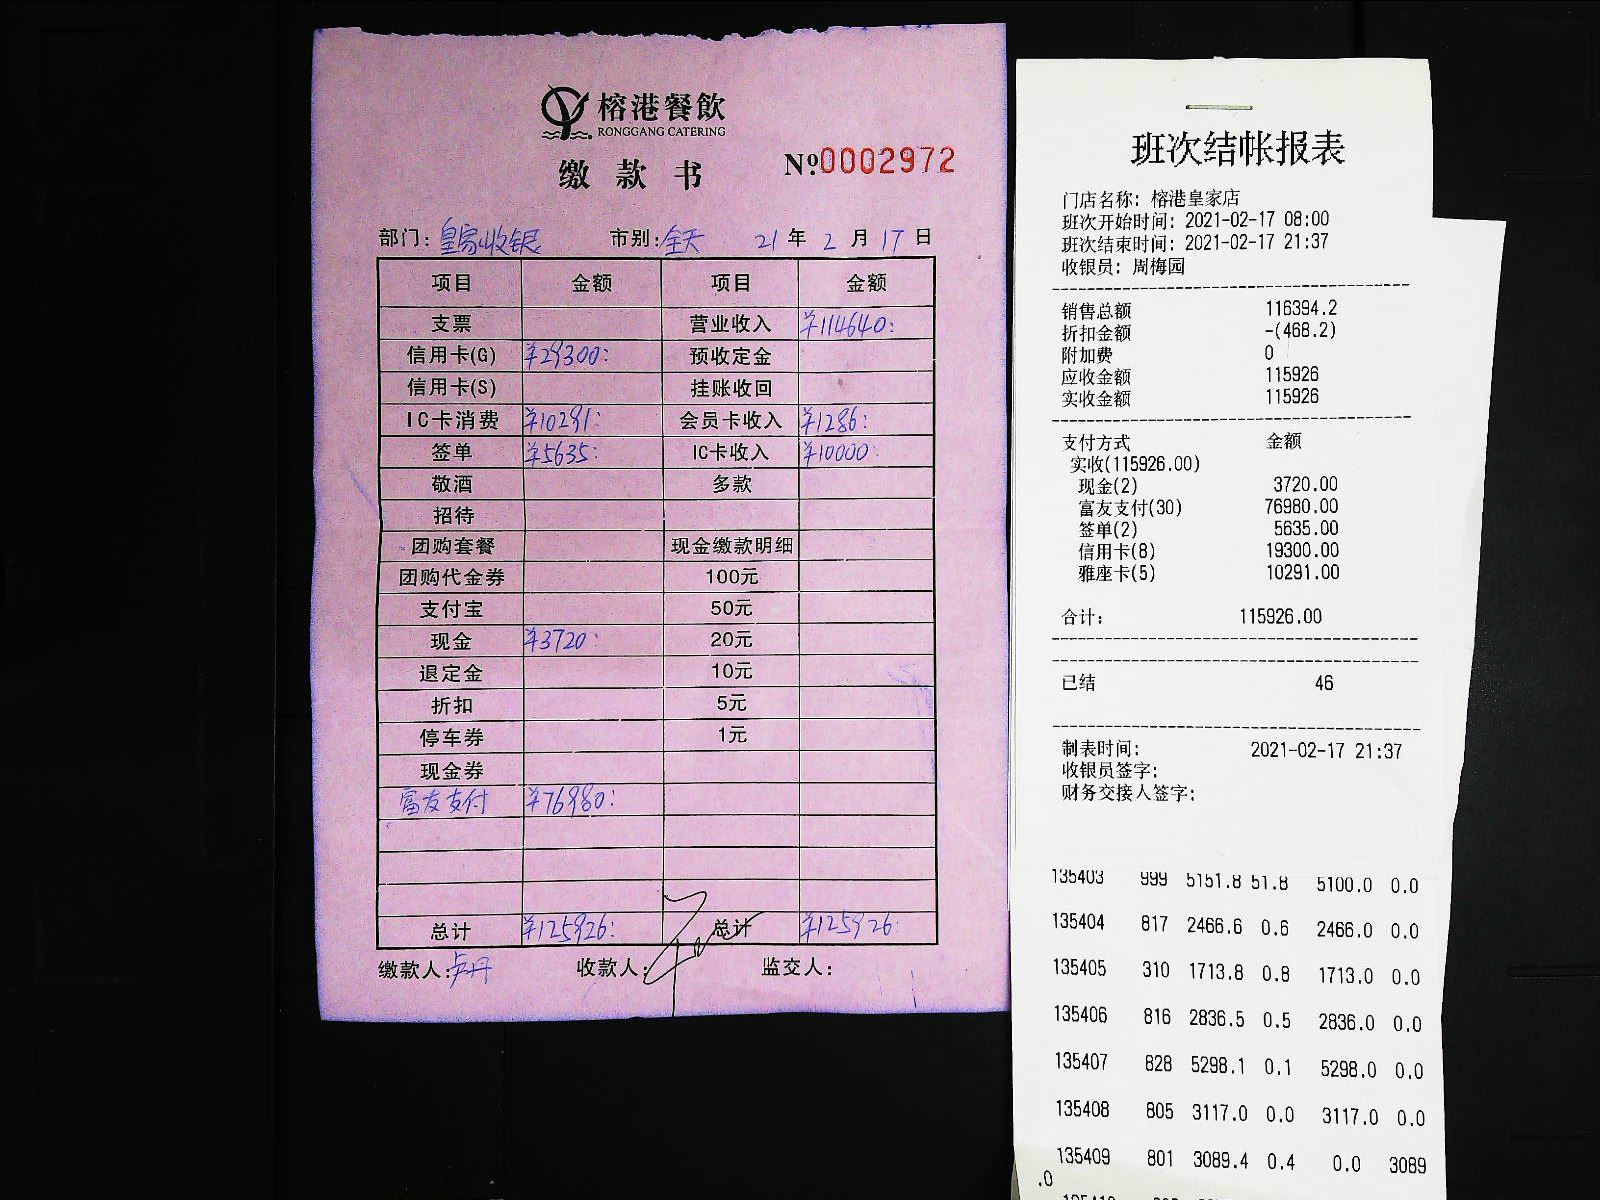 榕港餐飲
RONGGANG CATERING
缴款书 №0002972
部门：皇家收银 市别：全天 21年2月17日
项目 金额 项目 金额
支票 营业收入 ¥114640:
信用卡(G) ¥29300: 预收定金
信用卡(S) 挂账收回
IC卡消费 ¥10291: 会员卡收入 ¥1286:
签单 ¥5635: IC卡收入 ¥10000:
敬酒 多款
招待
团购套餐 现金缴款明细
团购代金券 100元
支付宝 50元
现金 ¥3720: 20元
退定金 10元
折扣 5元
停车券 1元
现金券
富友支付 ¥76980:
总计 ¥125926: 总计 ¥125926:
缴款人：卢丹 收款人： 监交人：
班次结帐报表
门店名称：榕港皇家店
班次开始时间：2021-02-17 08:00
班次结束时间：2021-02-17 21:37
收银员：周梅园
销售总额 116394.2
折扣金额 -(468.2)
附加费 0
应收金额 115926
实收金额 115926
支付方式 金额
实收(115926.00)
现金(2) 3720.00
富友支付(30) 76980.00
签单(2) 5635.00
信用卡(8) 19300.00
雅座卡(5) 10291.00
合计： 115926.00
已结 46
制表时间： 2021-02-17 21:37
收银员签字：
财务交接人签字：
135403 999 5151.8 51.8 5100.0 0.0
135404 817 2466.6 0.6 2466.0 0.0
135405 310 1713.8 0.8 1713.0 0.0
135406 816 2836.5 0.5 2836.0 0.0
135407 828 5298.1 0.1 5298.0 0.0
135408 805 3117.0 0.0 3117.0 0.0
135409 801 3089.4 0.4 0.0 3089
.0